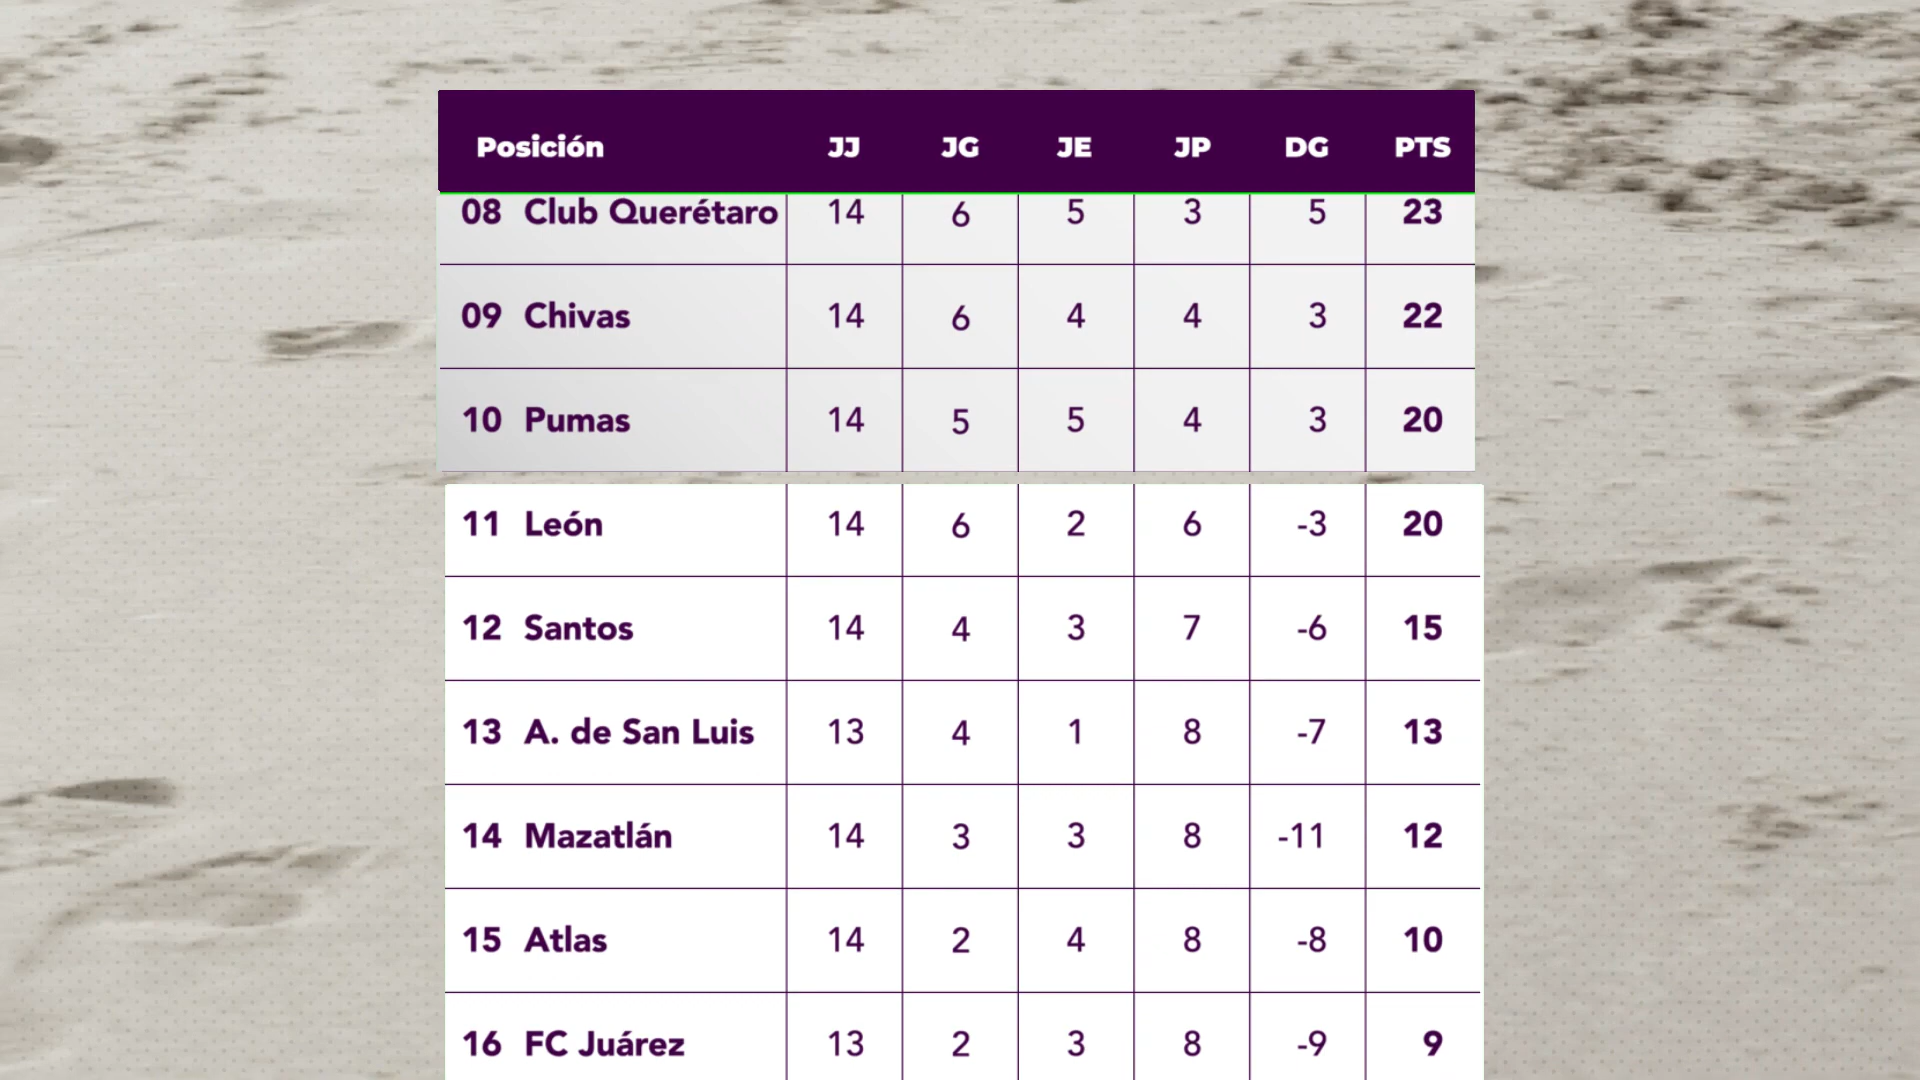 Posición JJ JG JE JP DG PTS
08 Club Querétaro 14 6 5 3 5 23
09 Chivas 14 6 4 4 3 22
10 Pumas 14 5 5 4 3 20
11 León 14 6 2 6 -3 20
12 Santos 14 4 3 7 -6 15
13 A. de San Luis 13 4 1 8 -7 13
14 Mazatlán 14 3 3 8 -11 12
15 Atlas 14 2 4 8 -8 10
16 FC Juárez 13 2 3 8 -9 9